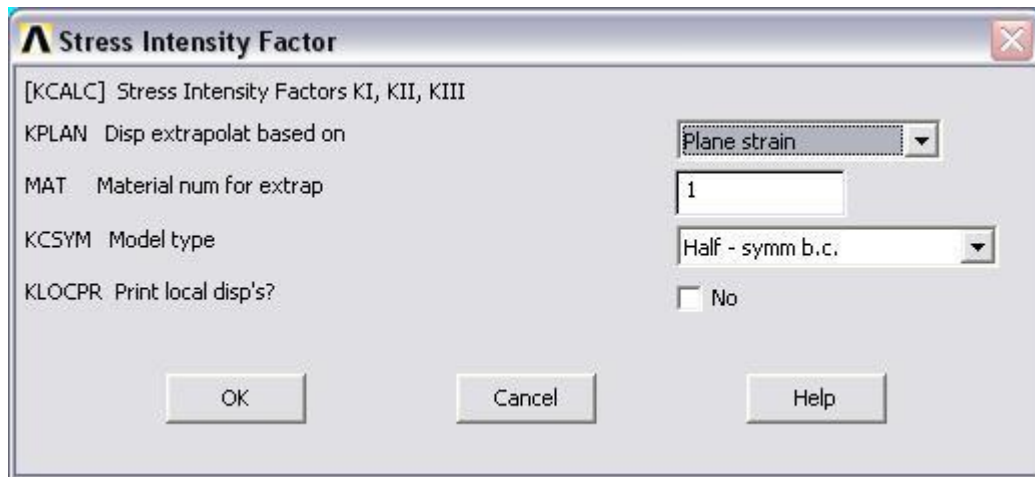 Stress Intensity Factor
[KCALC] Stress Intensity Factors KI, KII, KIII
KPLAN Disp extrapolat based on Plane strain
MAT Material num for extrap 1
KCSYM Model type Half - symm b.c.
KLOCPR Print local disp's? No
OK Cancel Help